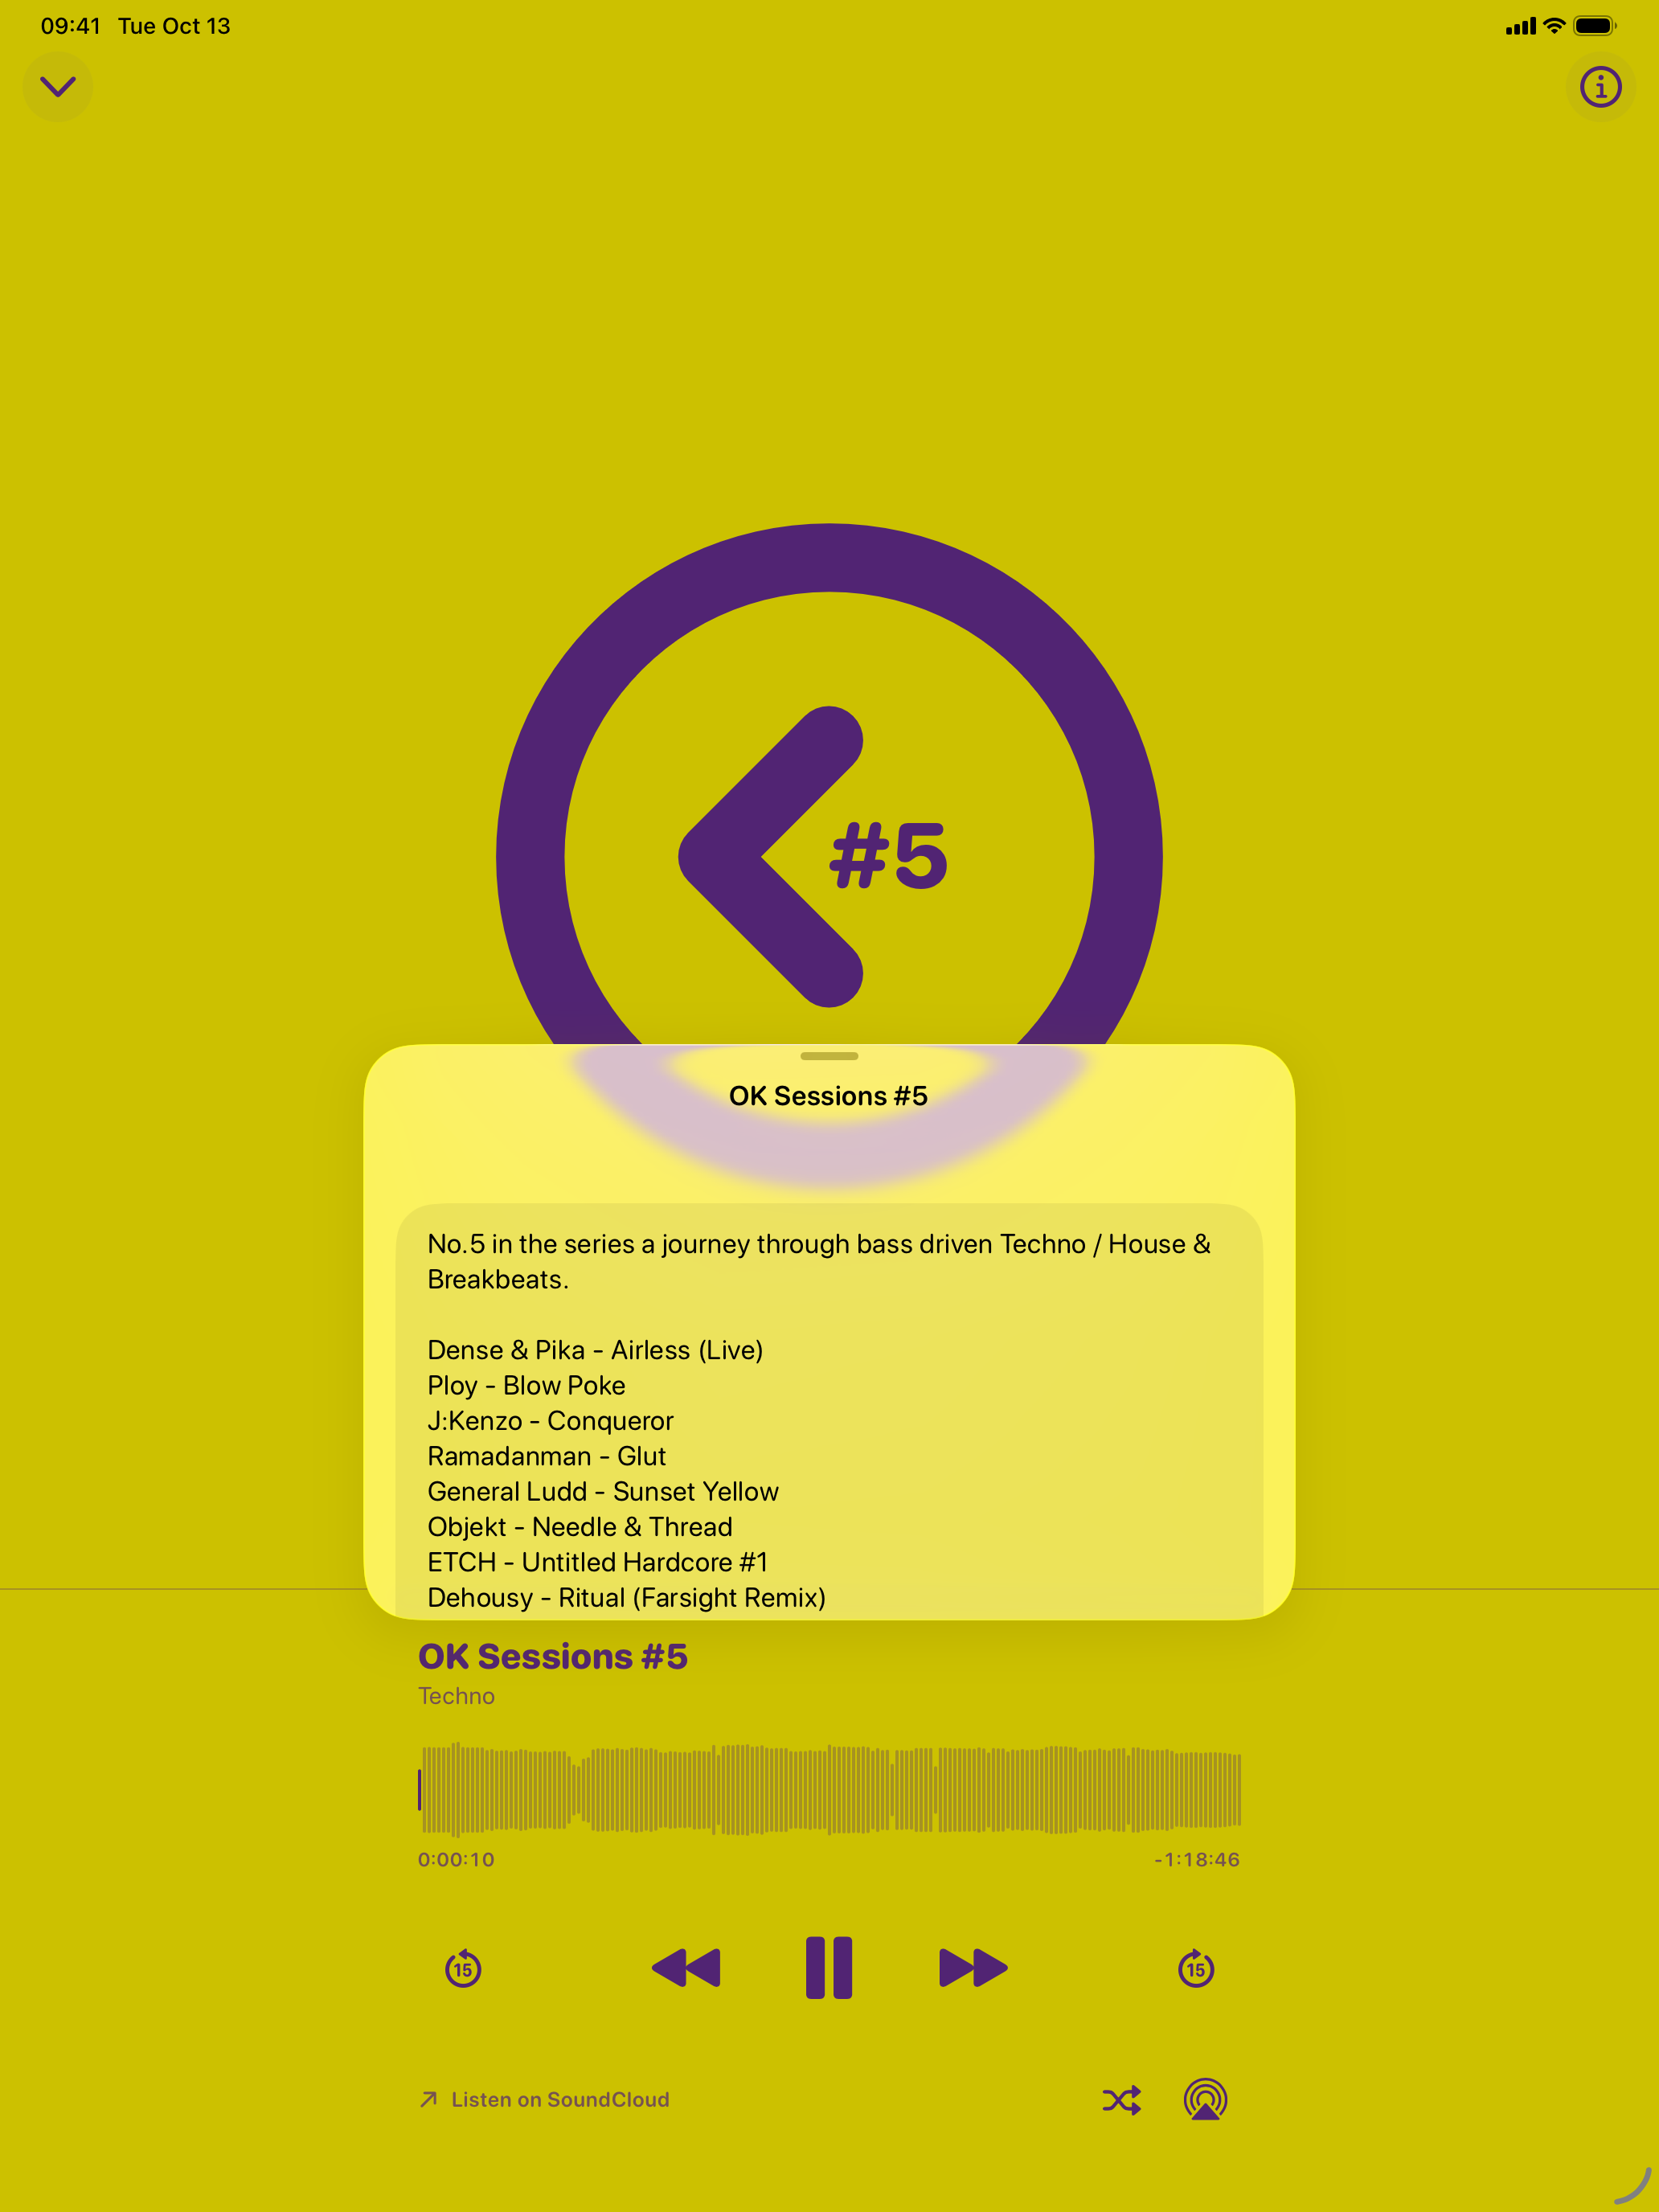 09:41 Tue Oct 13
#5
OK Sessions #5
No.5 in the series a journey through bass driven Techno / House &
Breakbeats.
Dense & Pika - Airless (Live)
Ploy - Blow Poke
J:Kenzo - Conqueror
Ramadanman - Glut
General Ludd - Sunset Yellow
Objekt - Needle & Thread
ETCH - Untitled Hardcore #1
Dehousy - Ritual (Farsight Remix)
OK Sessions #5
Techno
0:00:10 -1:18:46
15 15
Listen on SoundCloud